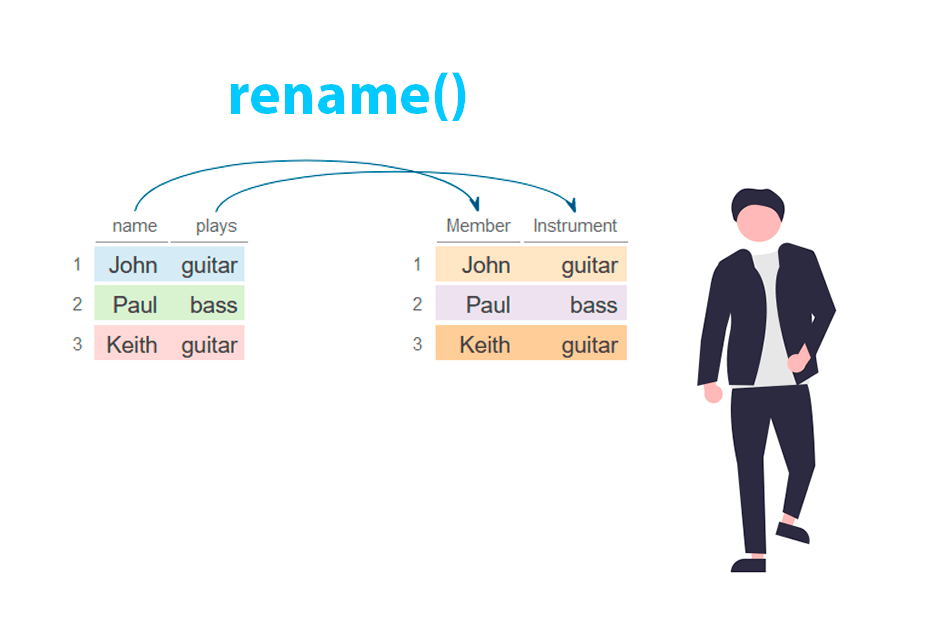 rename()
name plays Member Instrument
1 John guitar 1 John guitar
2 Paul bass 2 Paul bass
3 Keith guitar 3 Keith guitar